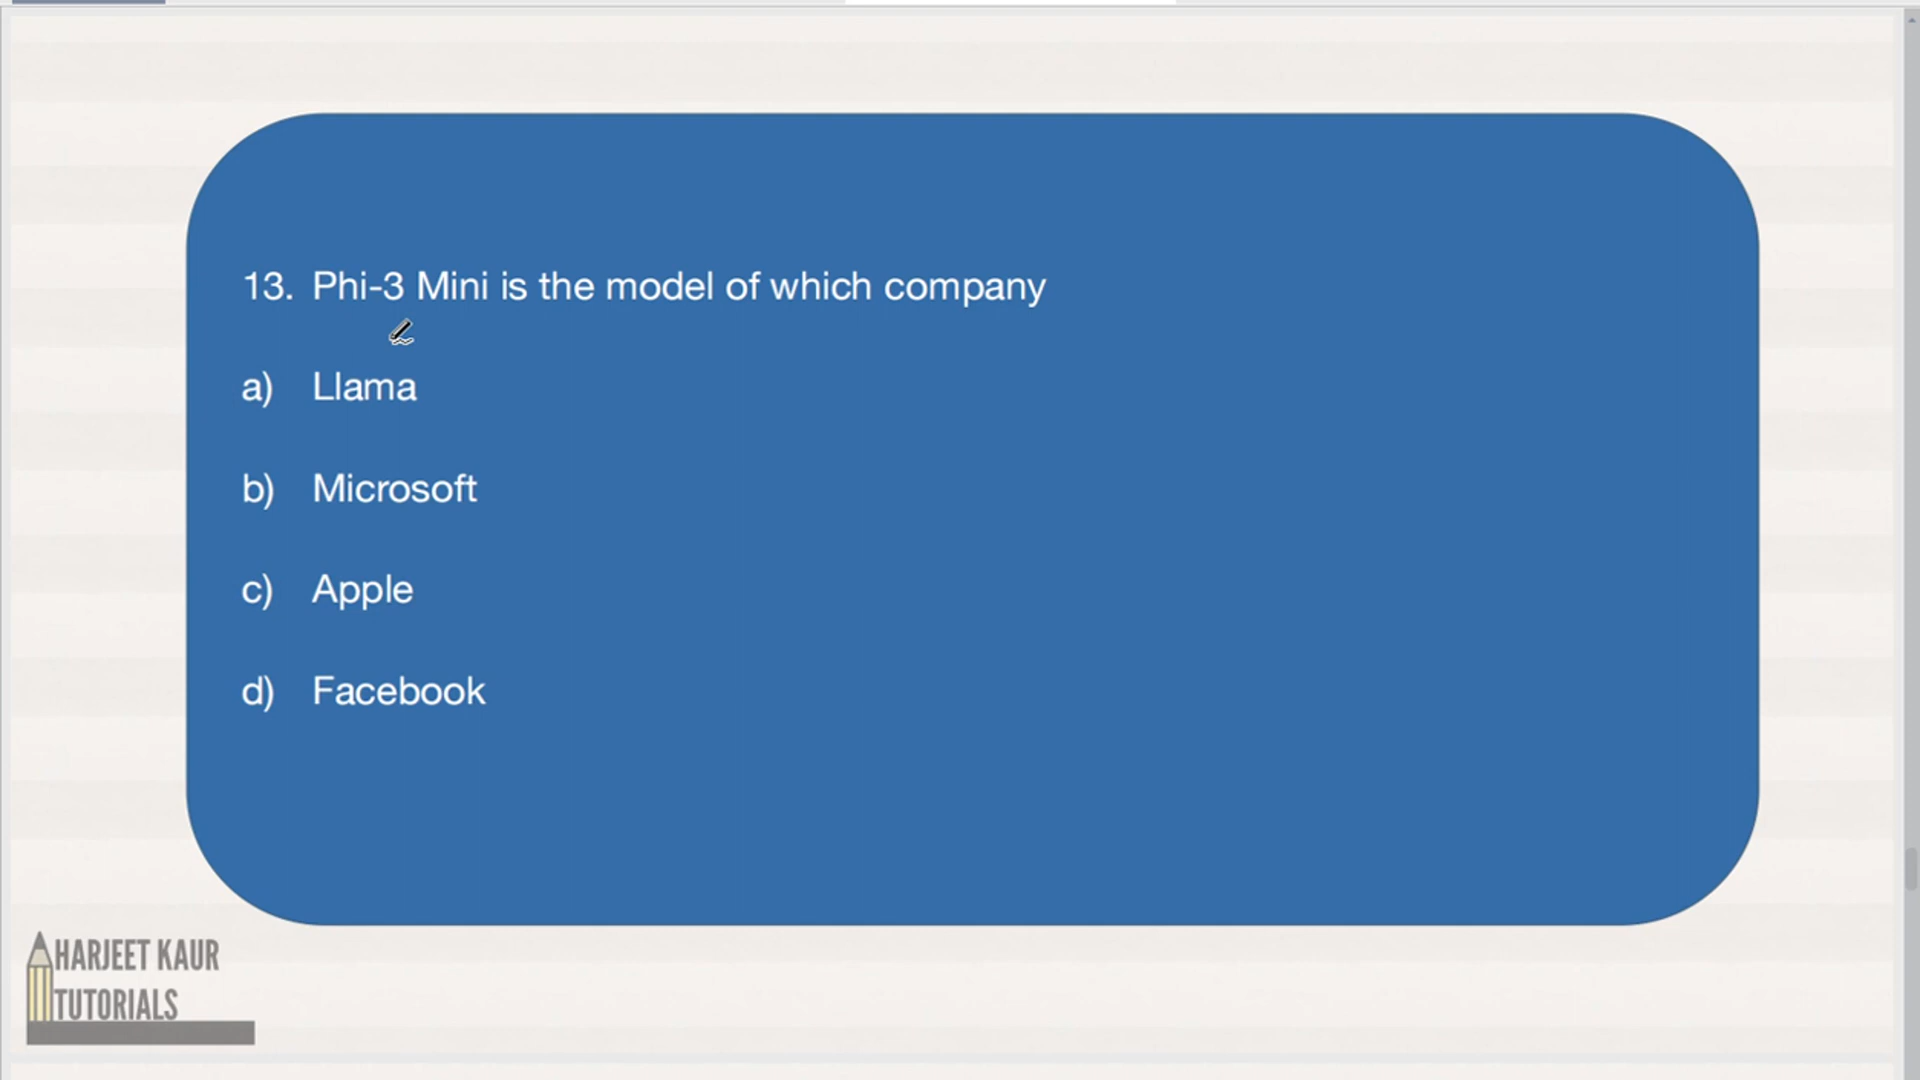 13. Phi-3 Mini is the model of which company
a) Llama
b) Microsoft
c) Apple
d) Facebook
HARJEET KAUR
TUTORIALS